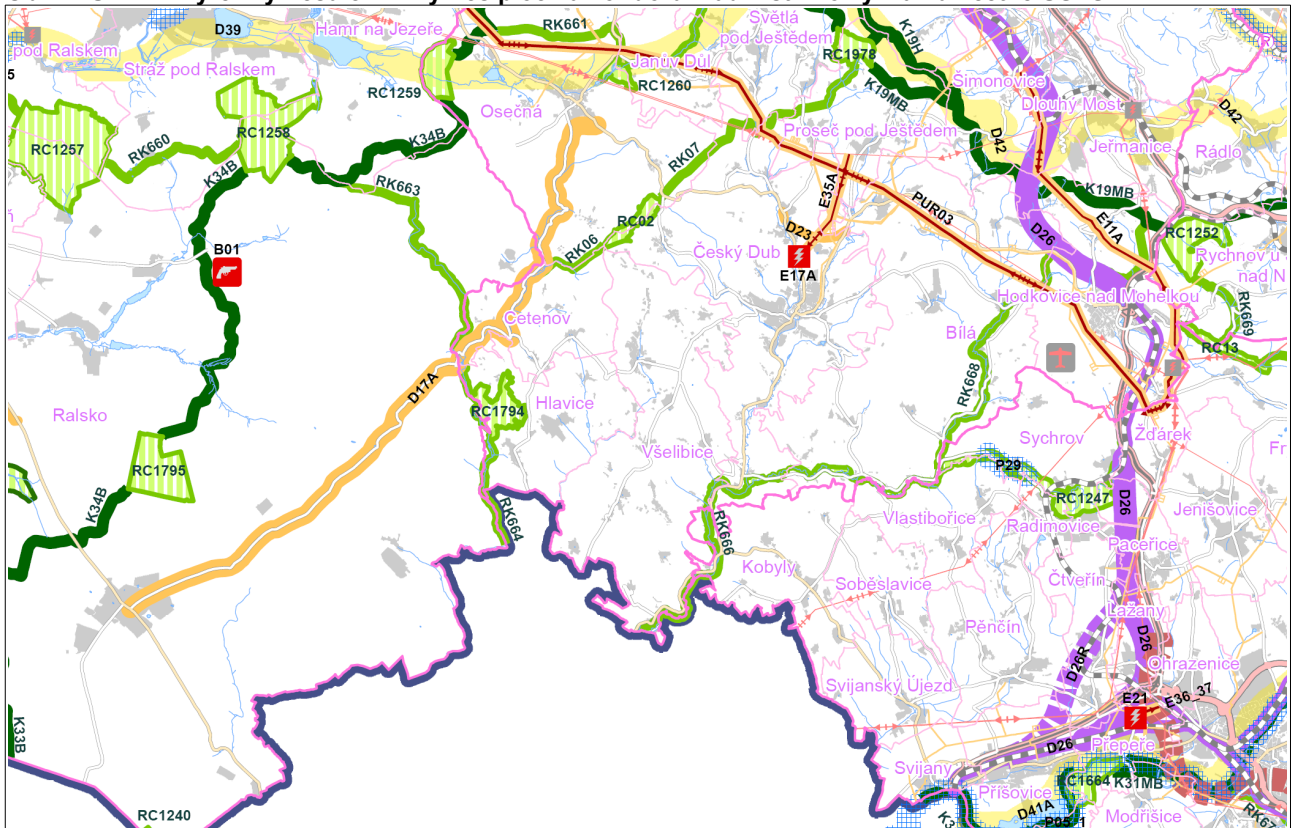 RK661
Světlá
pod Ještědem
K19H
D39
Hamr na Jezeře
pod Ralskem
RC1978
Stráž pod Ralskem
Janův Důl
Šimonovice
5
RC1259
RC1260
K19MB
Dlouhý Most
D42
Osečná
RC1258
Proseč pod Ještědem
D42
Jeřmanice
Rádlo
RC1257
RK660
K34B
K34B
RK663
RK07
E35A
PUR03
K19MB
E11A
RC02
D23
D26
RC1252
B01
RK06
Český Dub
E17A
Rychnov u
nad N
Hodkovice nad Mohelkou
Cetenov
Bílá
RK669
RC13
D17A
RK668
Ralsko
RC1794
Hlavice
Všelibice
Sychrov
Žďárek
Fr
RC1795
P29
K34B
RC1247
D26
Vlastibořice
Radimovice
Jenišovice
RK664
RK666
Paceřice
Kobyly
Soběslavice
Čtveřín
Lažany
Pěnčín
D26R
D26
Ohrazenice
Svijanský Újezd
E21
E36_37
K33B
D26
Přepeře
Svijany
RC1664
K31MB
Příšovice
D41A
RC1240
P05_1
Modřišice
RK67